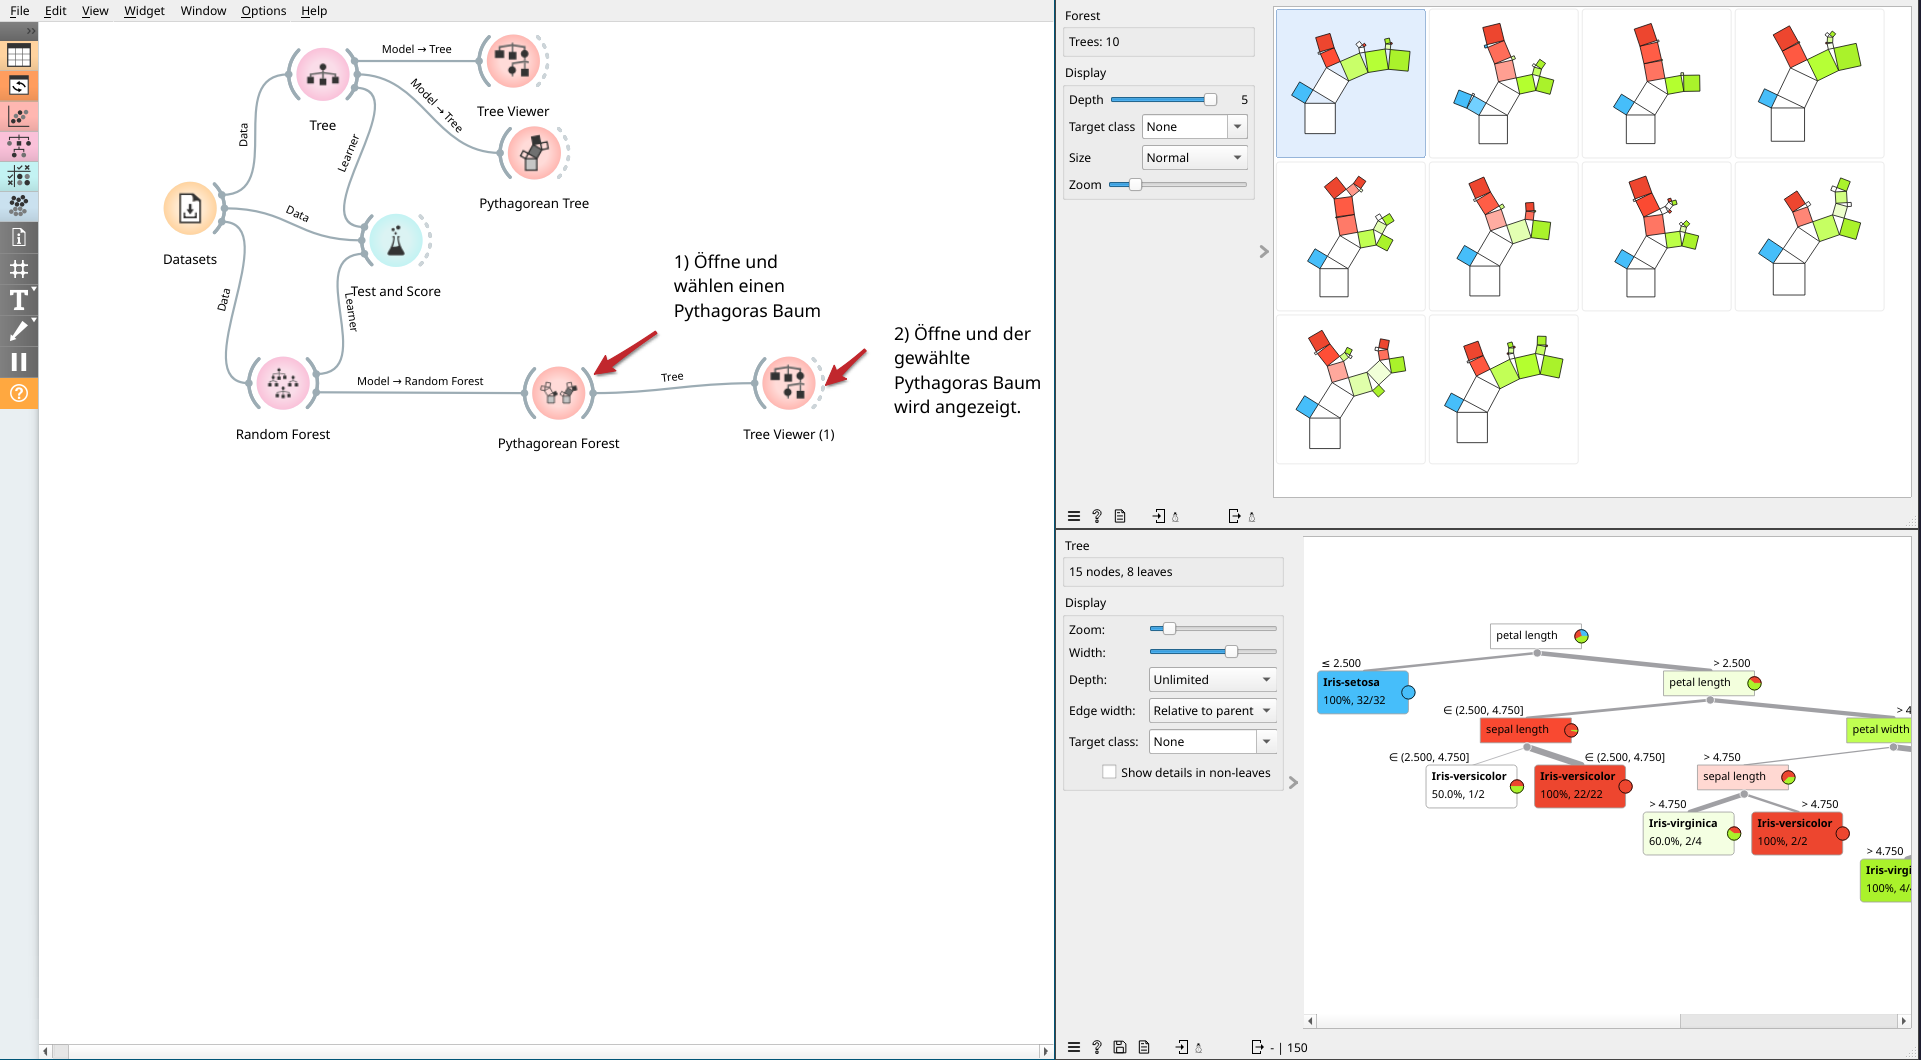 File Edit View Widget Window Options Help
Model → Tree
Tree Viewer
Tree
Model → Tree
Data
Learner
Pythagorean Tree
Data
Datasets
Test and Score
Data
Learner
1) Öffne und
wählen einen
Pythagoras Baum
2) Öffne und der
gewählte
Pythagoras Baum
wird angezeigt.
Model → Random Forest
Tree
Random Forest
Pythagorean Forest
Tree Viewer (1)
Forest
Trees: 10
Display
Depth 5
Target class None
Size Normal
Zoom
Tree
15 nodes, 8 leaves
Display
Zoom:
Width:
Depth: Unlimited
Edge width: Relative to parent
Target class: None
Show details in non-leaves
petal length
≤ 2.500 > 2.500
Iris-setosa
100%, 32/32
petal length
∈ (2.500, 4.750] > 4
sepal length petal width
∈ (2.500, 4.750] ∈ (2.500, 4.750] > 4.750
Iris-versicolor
50.0%, 1/2
Iris-versicolor
100%, 22/22
sepal length
> 4.750 > 4.750
Iris-virginica
60.0%, 2/4
Iris-versicolor
100%, 2/2
> 4.750
Iris-virgi
100%, 4/
- | 150